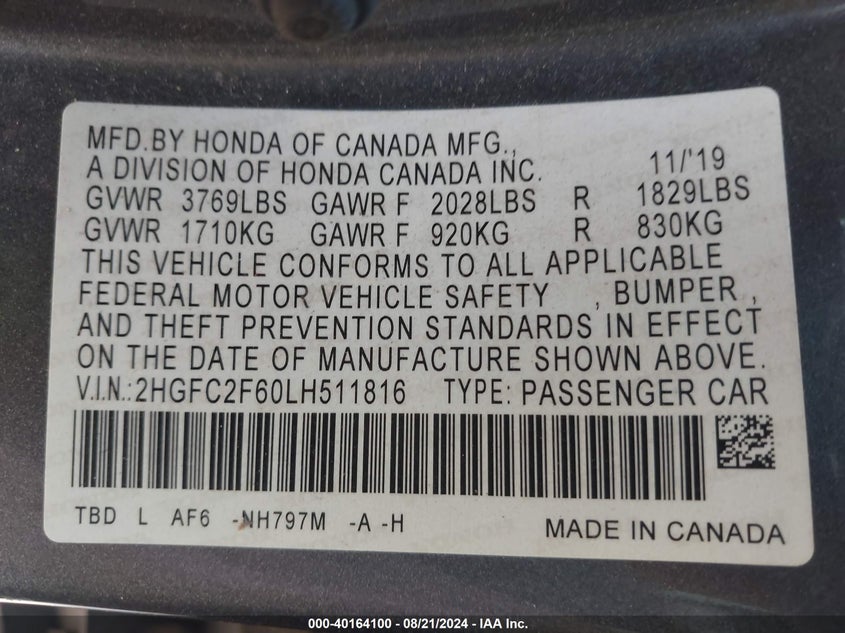 MFD.BY HONDA OF CANADA MFG.,
A DIVISION OF HONDA CANADA INC. 11/'19
GVWR 3769LBS GAWR F 2028LBS R 1829LBS
GVWR 1710KG GAWR F 920KG R 830KG
THIS VEHICLE CONFORMS TO ALL APPLICABLE
FEDERAL MOTOR VEHICLE SAFETY , BUMPER ,
AND THEFT PREVENTION STANDARDS IN EFFECT
ON THE DATE OF MANUFACTURE SHOWN ABOVE.
V.I.N.:2HGFC2F60LH511816 TYPE: PASSENGER CAR
TBD L AF6 -NH797M -A -H MADE IN CANADA
000-40164100 - 08/21/2024 - IAA Inc.